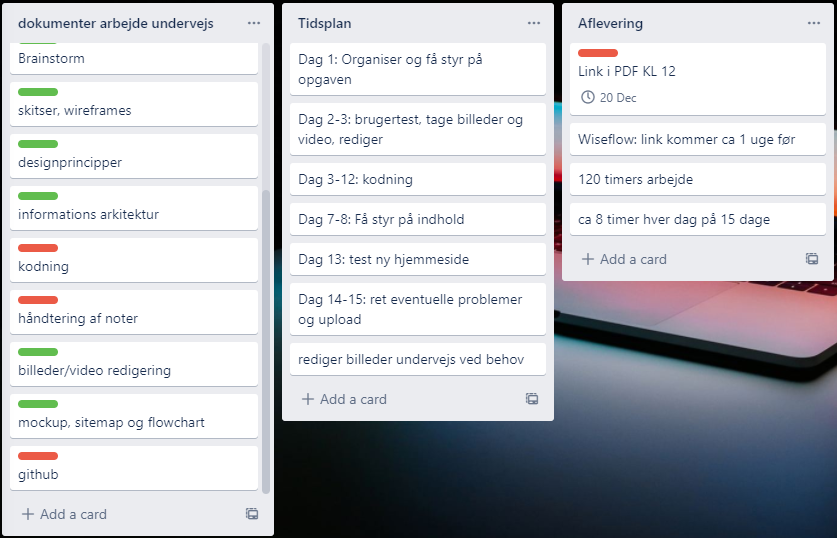 dokumenter arbejde undervejs
Brainstorm
skitser, wireframes
designprincipper
informations arkitektur
kodning
håndtering af noter
billeder/video redigering
mockup, sitemap og flowchart
github
+ Add a card
Tidsplan
Dag 1: Organiser og få styr på
opgaven
Dag 2-3: brugertest, tage billeder og
video, rediger
Dag 3-12: kodning
Dag 7-8: Få styr på indhold
Dag 13: test ny hjemmeside
Dag 14-15: ret eventuelle problemer
og upload
rediger billeder undervejs ved behov
+ Add a card
Aflevering
Link i PDF KL 12
20 Dec
Wiseflow: link kommer ca 1 uge før
120 timers arbejde
ca 8 timer hver dag på 15 dage
+ Add a card